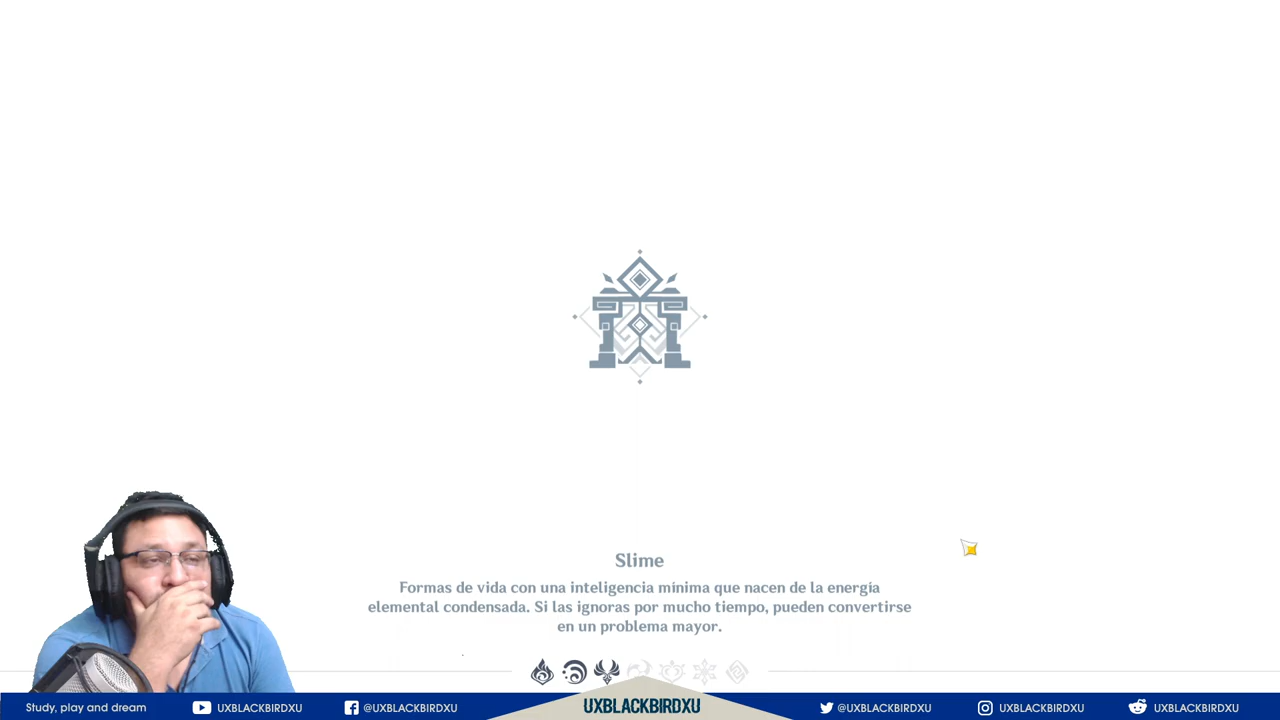 Slime
Formas de vida con una inteligencia mínima que nacen de la energía
elemental condensada. Si las ignoras por mucho tiempo, pueden convertirse
en un problema mayor.
Study, play and dream
UXBLACKBIRDXU
@UXBLACKBIRDXU
UXBLACKBIRDXU
@UXBLACKBIRDXU
UXBLACKBIRDXU
UXBLACKBIRDXU